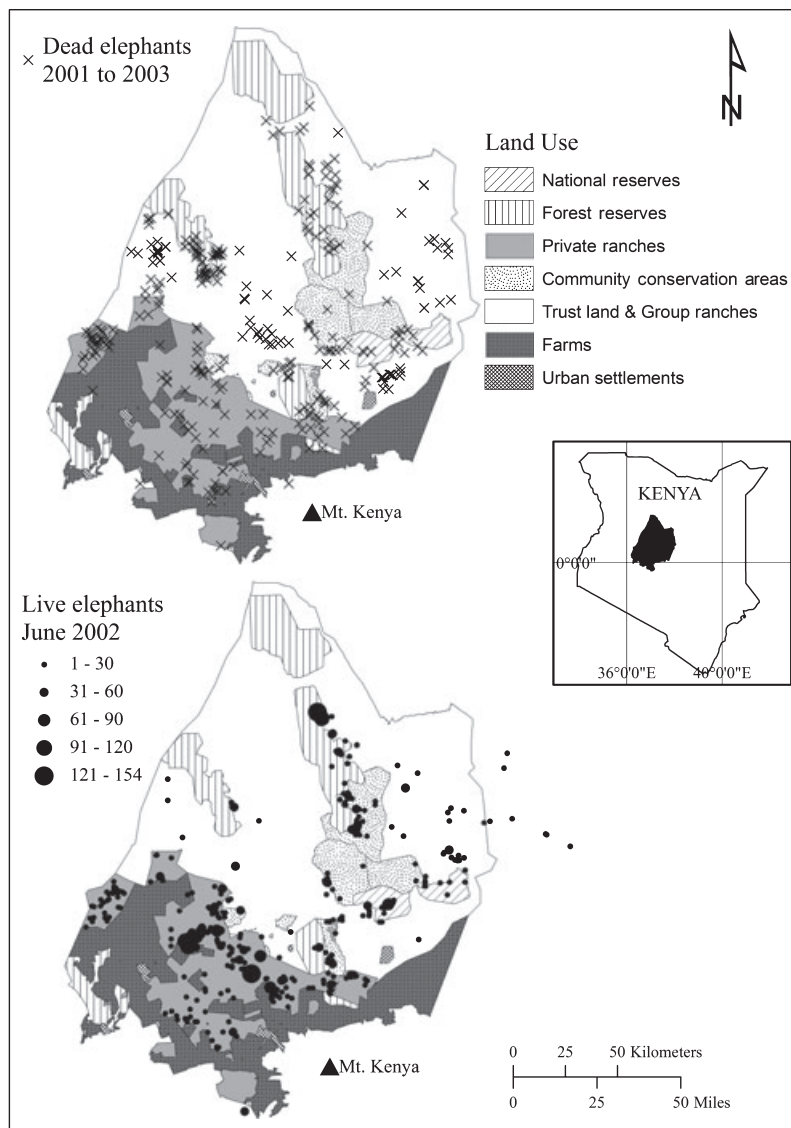 Dead elephants
2001 to 2003
N
Land Use
National reserves
Forest reserves
Private ranches
Community conservation areas
Trust land & Group ranches
Farms
Urban settlements
Mt. Kenya
KENYA
0°0'0"
36°0'0"E 40°0'0"E
Live elephants
June 2002
1 - 30
31 - 60
61 - 90
91 - 120
121 - 154
Mt. Kenya
0 25 50 Kilometers
0 25 50 Miles